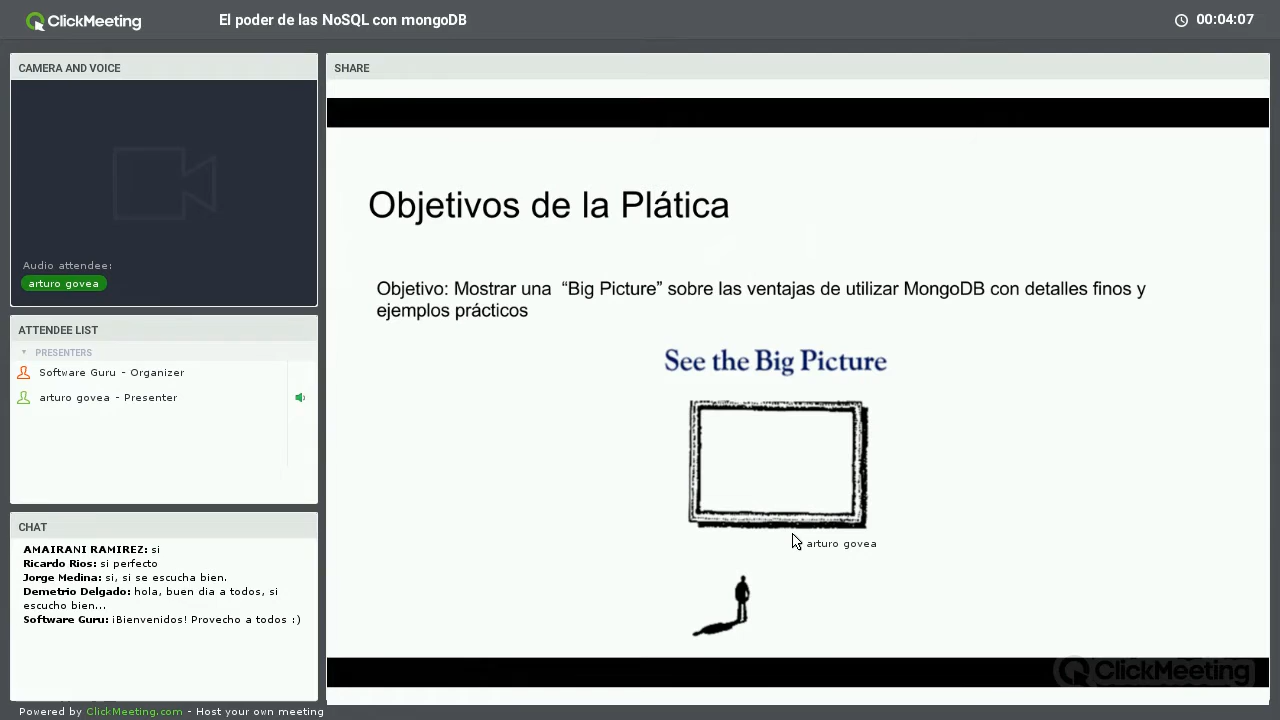 ClickMeeting
El poder de las NoSQL con mongoDB
00:04:07
CAMERA AND VOICE
Audio attendee:
arturo govea
ATTENDEE LIST
PRESENTERS
Software Guru - Organizer
arturo govea - Presenter
CHAT
AMAIRANI RAMIREZ: si
Ricardo Rios: si perfecto
Jorge Medina: si, si se escucha bien.
Demetrio Delgado: hola, buen dia a todos, si
escucho bien...
Software Guru: ¡Bienvenidos! Provecho a todos :)
Powered by ClickMeeting.com - Host your own meeting
SHARE
Objetivos de la Plática
Objetivo: Mostrar una “Big Picture” sobre las ventajas de utilizar MongoDB con detalles finos y
ejemplos prácticos
See the Big Picture
arturo govea
ClickMeeting